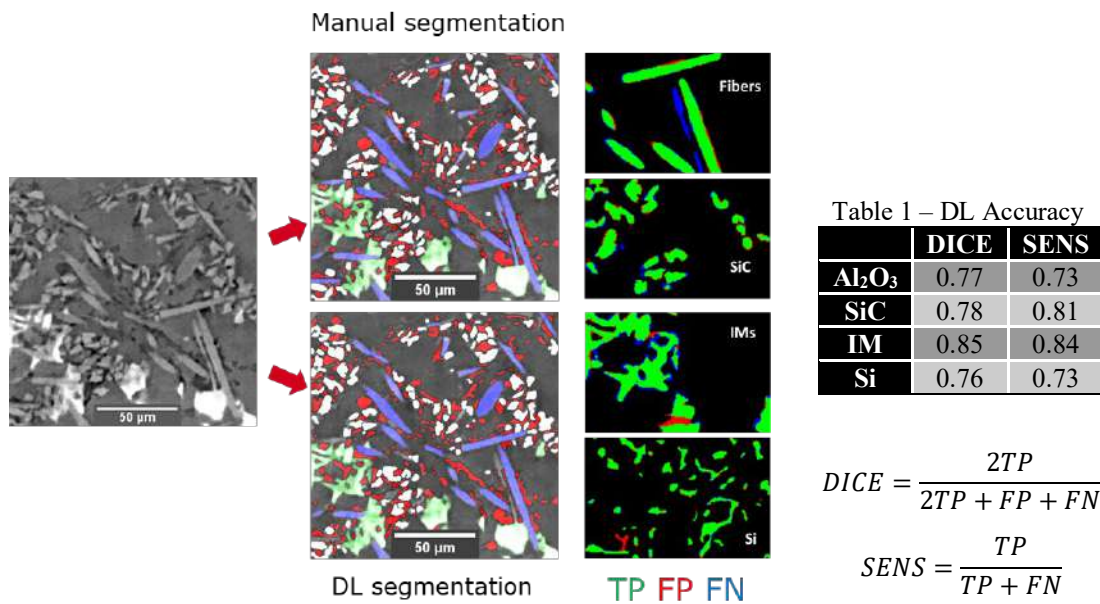 Manual segmentation
50 µm
50 µm
50 µm
DL segmentation
Fibers
SiC
IMs
Si
TP FP FN
Table 1 – DL Accuracy
DICE SENS
Al₂O₃ 0.77 0.73
SiC 0.78 0.81
IM 0.85 0.84
Si 0.76 0.73
DICE = 2TP / 2TP + FP + FN
SENS = TP / TP + FN